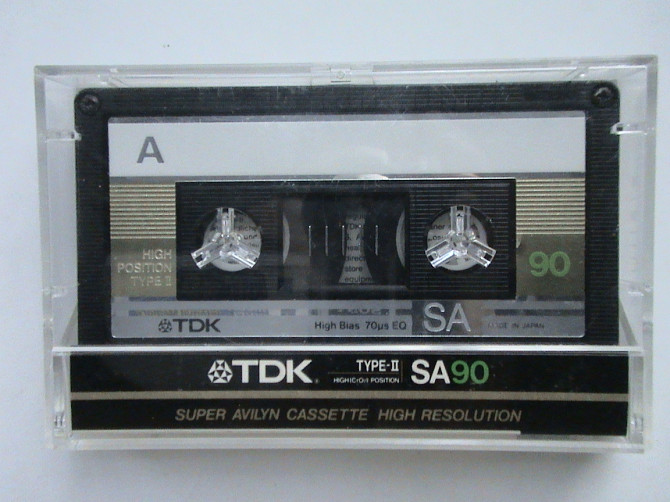 A
HIGH
POSITION
TYPE II
90
TDK
High Bias 70μs EQ
SA
MADE IN JAPAN
TDK
TYPE-II
HIGH(CrO₂) POSITION
SA90
SUPER AVILYN CASSETTE HIGH RESOLUTION